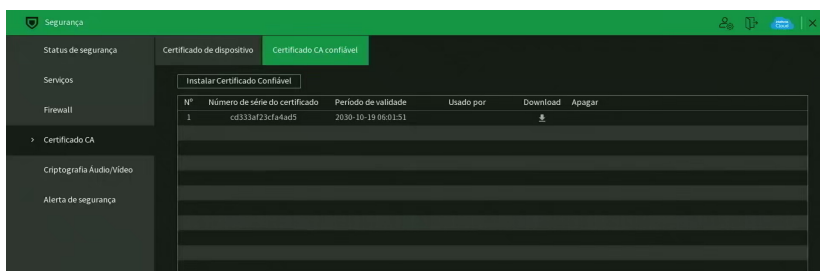 Segurança
Cloud
Status de segurança
Serviços
Firewall
Certificado CA
Criptografia Áudio/Vídeo
Alerta de segurança
Certificado de dispositivo Certificado CA confiável
Instalar Certificado Confiável
Nº Número de série do certificado Período de validade Usado por Download Apagar
1 cd333af23cfa4ad5 2030-10-19 06:01:51